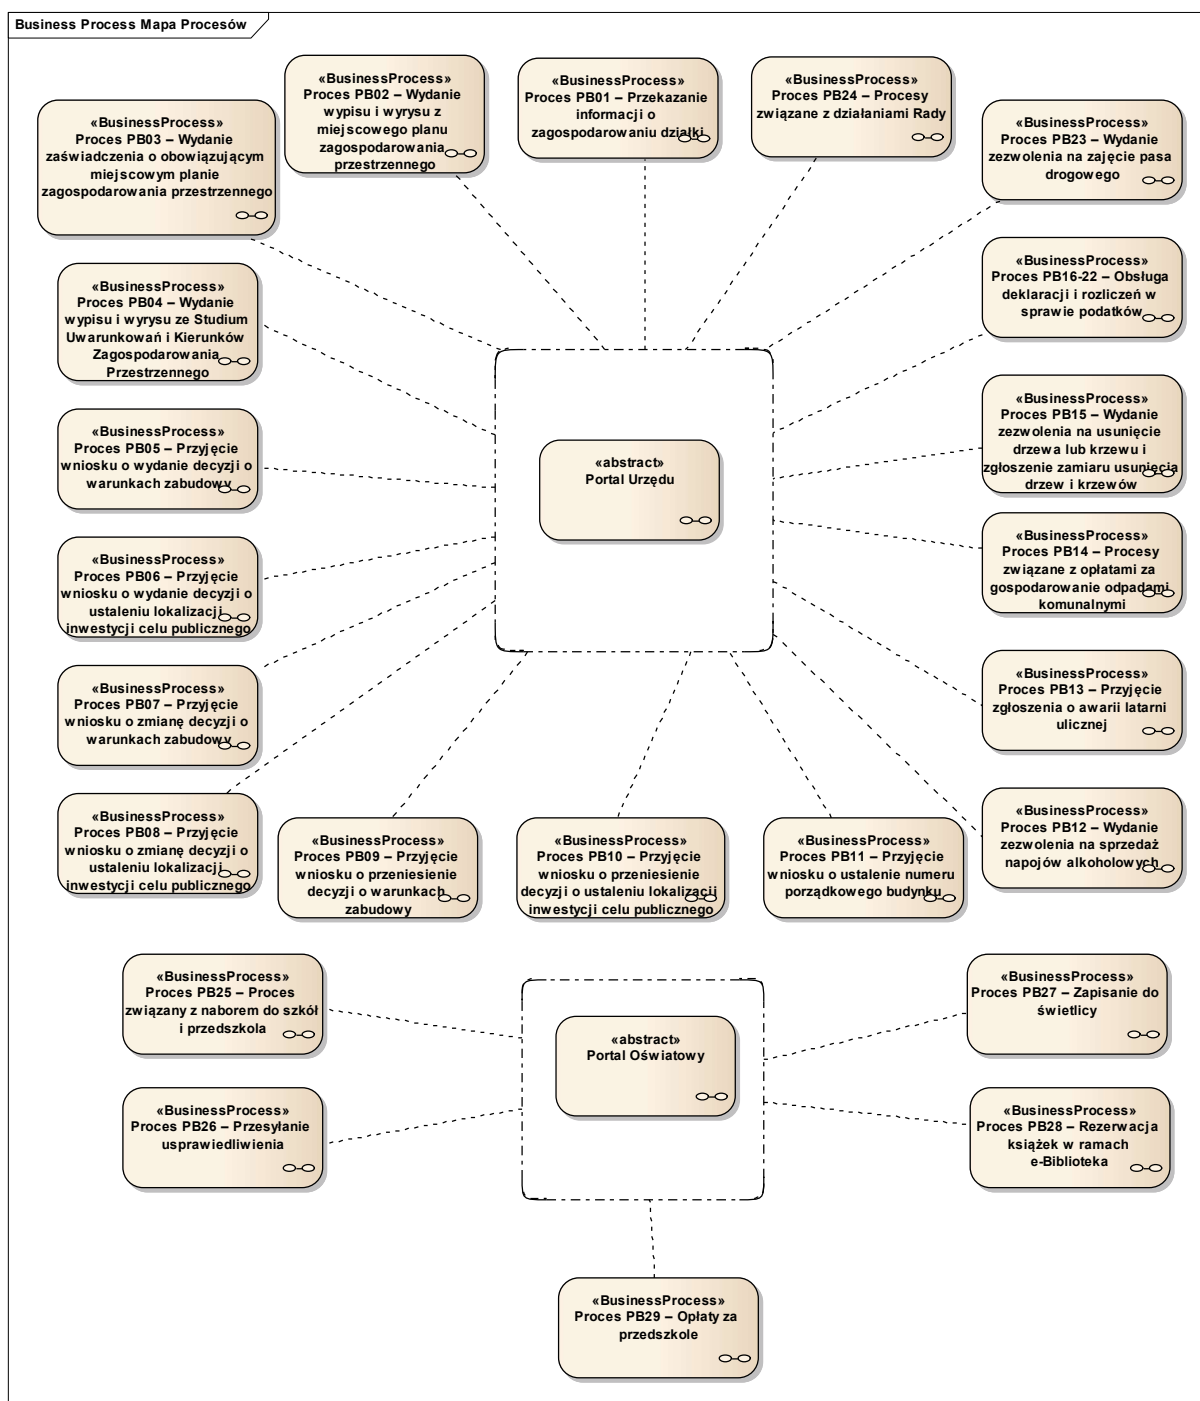 Business Process Mapa Procesów
«BusinessProcess»
Proces PB03 – Wydanie
zaświadczenia o obowiązującym
miejscowym planie
zagospodarowania przestrzennego
«BusinessProcess»
Proces PB02 – Wydanie
wypisu i wyrysu z
miejscowego planu
zagospodarowania
przestrzennego
«BusinessProcess»
Proces PB01 – Przekazanie
informacji o
zagospodarowaniu działki
«BusinessProcess»
Proces PB24 – Procesy
związane z działaniami Rady
«BusinessProcess»
Proces PB23 – Wydanie
zezwolenia na zajęcie pasa
drogowego
«BusinessProcess»
Proces PB04 – Wydanie
wypisu i wyrysu ze Studium
Uwarunkowań i Kierunków
Zagospodarowania
Przestrzennego
«BusinessProcess»
Proces PB16-22 – Obsługa
deklaracji i rozliczeń w
sprawie podatków
«BusinessProcess»
Proces PB05 – Przyjęcie
wniosku o wydanie decyzji o
warunkach zabudowy
«abstract»
Portal Urzędu
«BusinessProcess»
Proces PB15 – Wydanie
zezwolenia na usunięcie
drzewa lub krzewu i
zgłoszenie zamiaru usunięcia
drzew i krzewów
«BusinessProcess»
Proces PB06 – Przyjęcie
wniosku o wydanie decyzji o
ustaleniu lokalizacji
inwestycji celu publicznego
«BusinessProcess»
Proces PB14 – Procesy
związane z opłatami za
gospodarowanie odpadami
komunalnymi
«BusinessProcess»
Proces PB07 – Przyjęcie
wniosku o zmianę decyzji o
warunkach zabudowy
«BusinessProcess»
Proces PB13 – Przyjęcie
zgłoszenia o awarii latarni
ulicznej
«BusinessProcess»
Proces PB08 – Przyjęcie
wniosku o zmianę decyzji o
ustaleniu lokalizacji
inwestycji celu publicznego
«BusinessProcess»
Proces PB09 – Przyjęcie
wniosku o przeniesienie
decyzji o warunkach
zabudowy
«BusinessProcess»
Proces PB10 – Przyjęcie
wniosku o przeniesienie
decyzji o ustaleniu lokalizacji
inwestycji celu publicznego
«BusinessProcess»
Proces PB11 – Przyjęcie
wniosku o ustalenie numeru
porządkowego budynku
«BusinessProcess»
Proces PB12 – Wydanie
zezwolenia na sprzedaż
napojów alkoholowych
«BusinessProcess»
Proces PB25 – Proces
związany z naborem do szkół
i przedszkola
«abstract»
Portal Oświatowy
«BusinessProcess»
Proces PB27 – Zapisanie do
świetlicy
«BusinessProcess»
Proces PB26 – Przesyłanie
usprawiedliwienia
«BusinessProcess»
Proces PB28 – Rezerwacja
książek w ramach
e-Biblioteka
«BusinessProcess»
Proces PB29 – Opłaty za
przedszkole